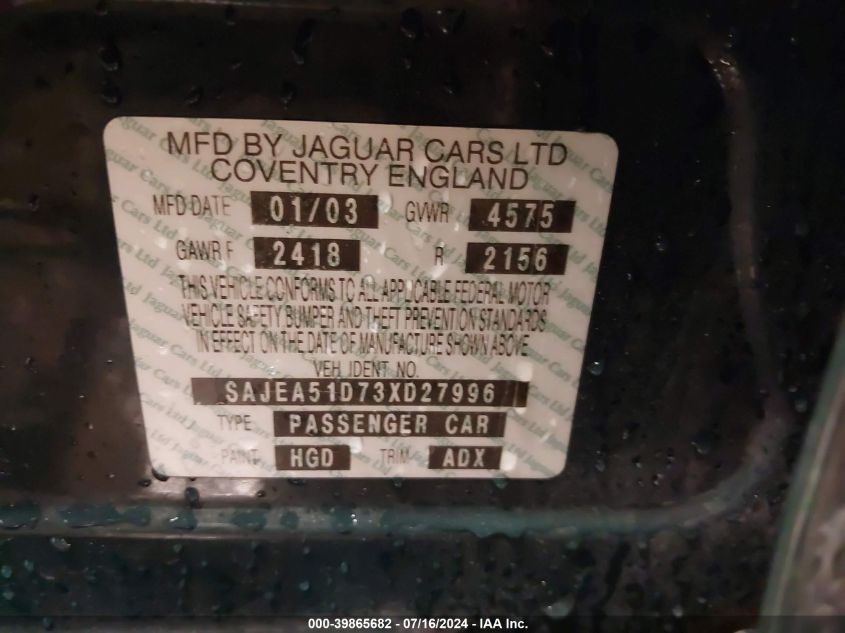 MFD BY JAGUAR CARS LTD
COVENTRY ENGLAND
MFD DATE 01/03 GVWR 4575
GAWR F 2418 R 2156
THIS VEHICLE CONFORMS TO ALL APPLICABLE FEDERAL MOTOR
VEHICLE SAFETY BUMPER AND THEFT PREVENTION STANDARDS
IN EFFECT ON THE DATE OF MANUFACTURE SHOWN ABOVE
VEH. IDENT NO.
SAJEA51D73XD27996
TYPE PASSENGER CAR
PAINT HGD TRIM ADX
000-39865682 - 07/16/2024 - IAA Inc.